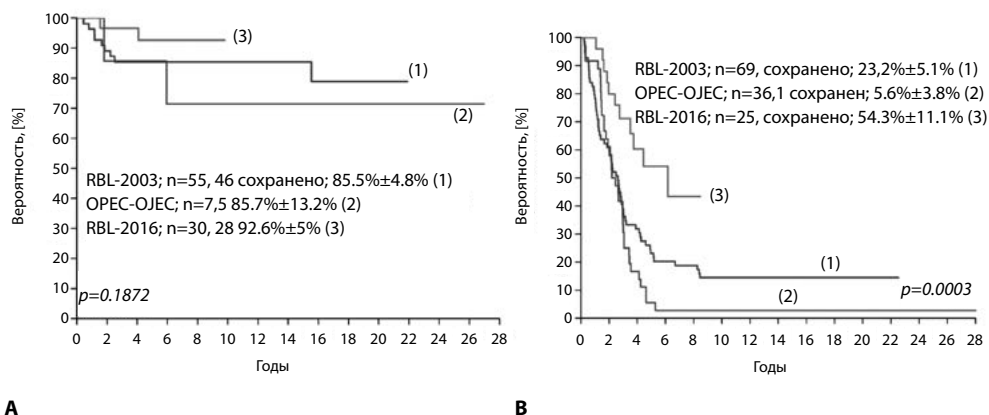 100
90
80
70
60
50
40
30
20
10
0
Вероятность, [%]
(3)
(1)
(2)
RBL-2003; n=55, 46 сохранено; 85.5%±4.8% (1)
OPEC-OJEC; n=7,5 85.7%±13.2% (2)
RBL-2016; n=30, 28 92.6%±5% (3)
p=0.1872
0 2 4 6 8 10 12 14 16 18 20 22 24 26 28
Годы
A
100
90
80
70
60
50
40
30
20
10
0
Вероятность, [%]
RBL-2003; n=69, сохранено; 23,2%±5.1% (1)
OPEC-OJEC; n=36,1 сохранен; 5.6%±3.8% (2)
RBL-2016; n=25, сохранено; 54.3%±11.1% (3)
(3)
(1)
(2)
p=0.0003
0 2 4 6 8 10 12 14 16 18 20 22 24 26 28
Годы
B